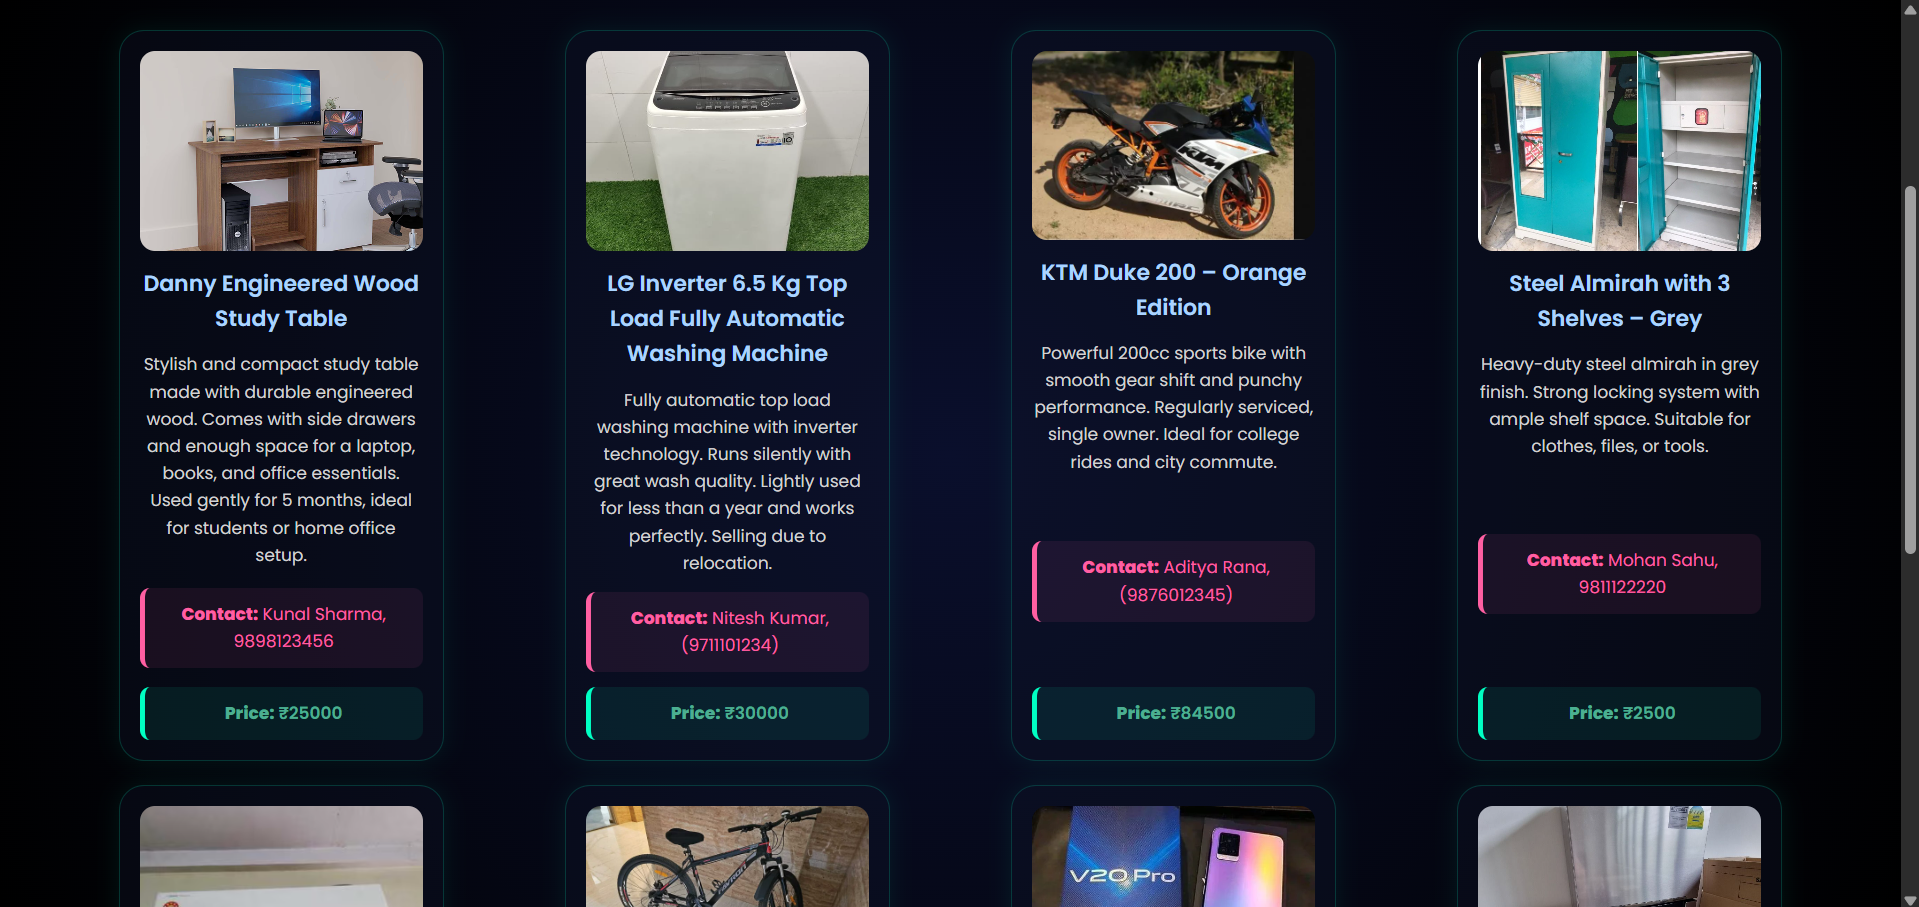 KTM
RC
Danny Engineered Wood
Study Table
Stylish and compact study table
made with durable engineered
wood. Comes with side drawers
and enough space for a laptop,
books, and office essentials.
Used gently for 5 months, ideal
for students or home office
setup.
Contact: Kunal Sharma,
9898123456
Price: ₹25000
LG Inverter 6.5 Kg Top
Load Fully Automatic
Washing Machine
Fully automatic top load
washing machine with inverter
technology. Runs silently with
great wash quality. Lightly used
for less than a year and works
perfectly. Selling due to
relocation.
Contact: Nitesh Kumar,
(9711101234)
Price: ₹30000
KTM Duke 200 – Orange
Edition
Powerful 200cc sports bike with
smooth gear shift and punchy
performance. Regularly serviced,
single owner. Ideal for college
rides and city commute.
Contact: Aditya Rana,
(9876012345)
Price: ₹84500
Steel Almirah with 3
Shelves – Grey
Heavy-duty steel almirah in grey
finish. Strong locking system with
ample shelf space. Suitable for
clothes, files, or tools.
Contact: Mohan Sahu,
9811122220
Price: ₹2500
V20 Pro